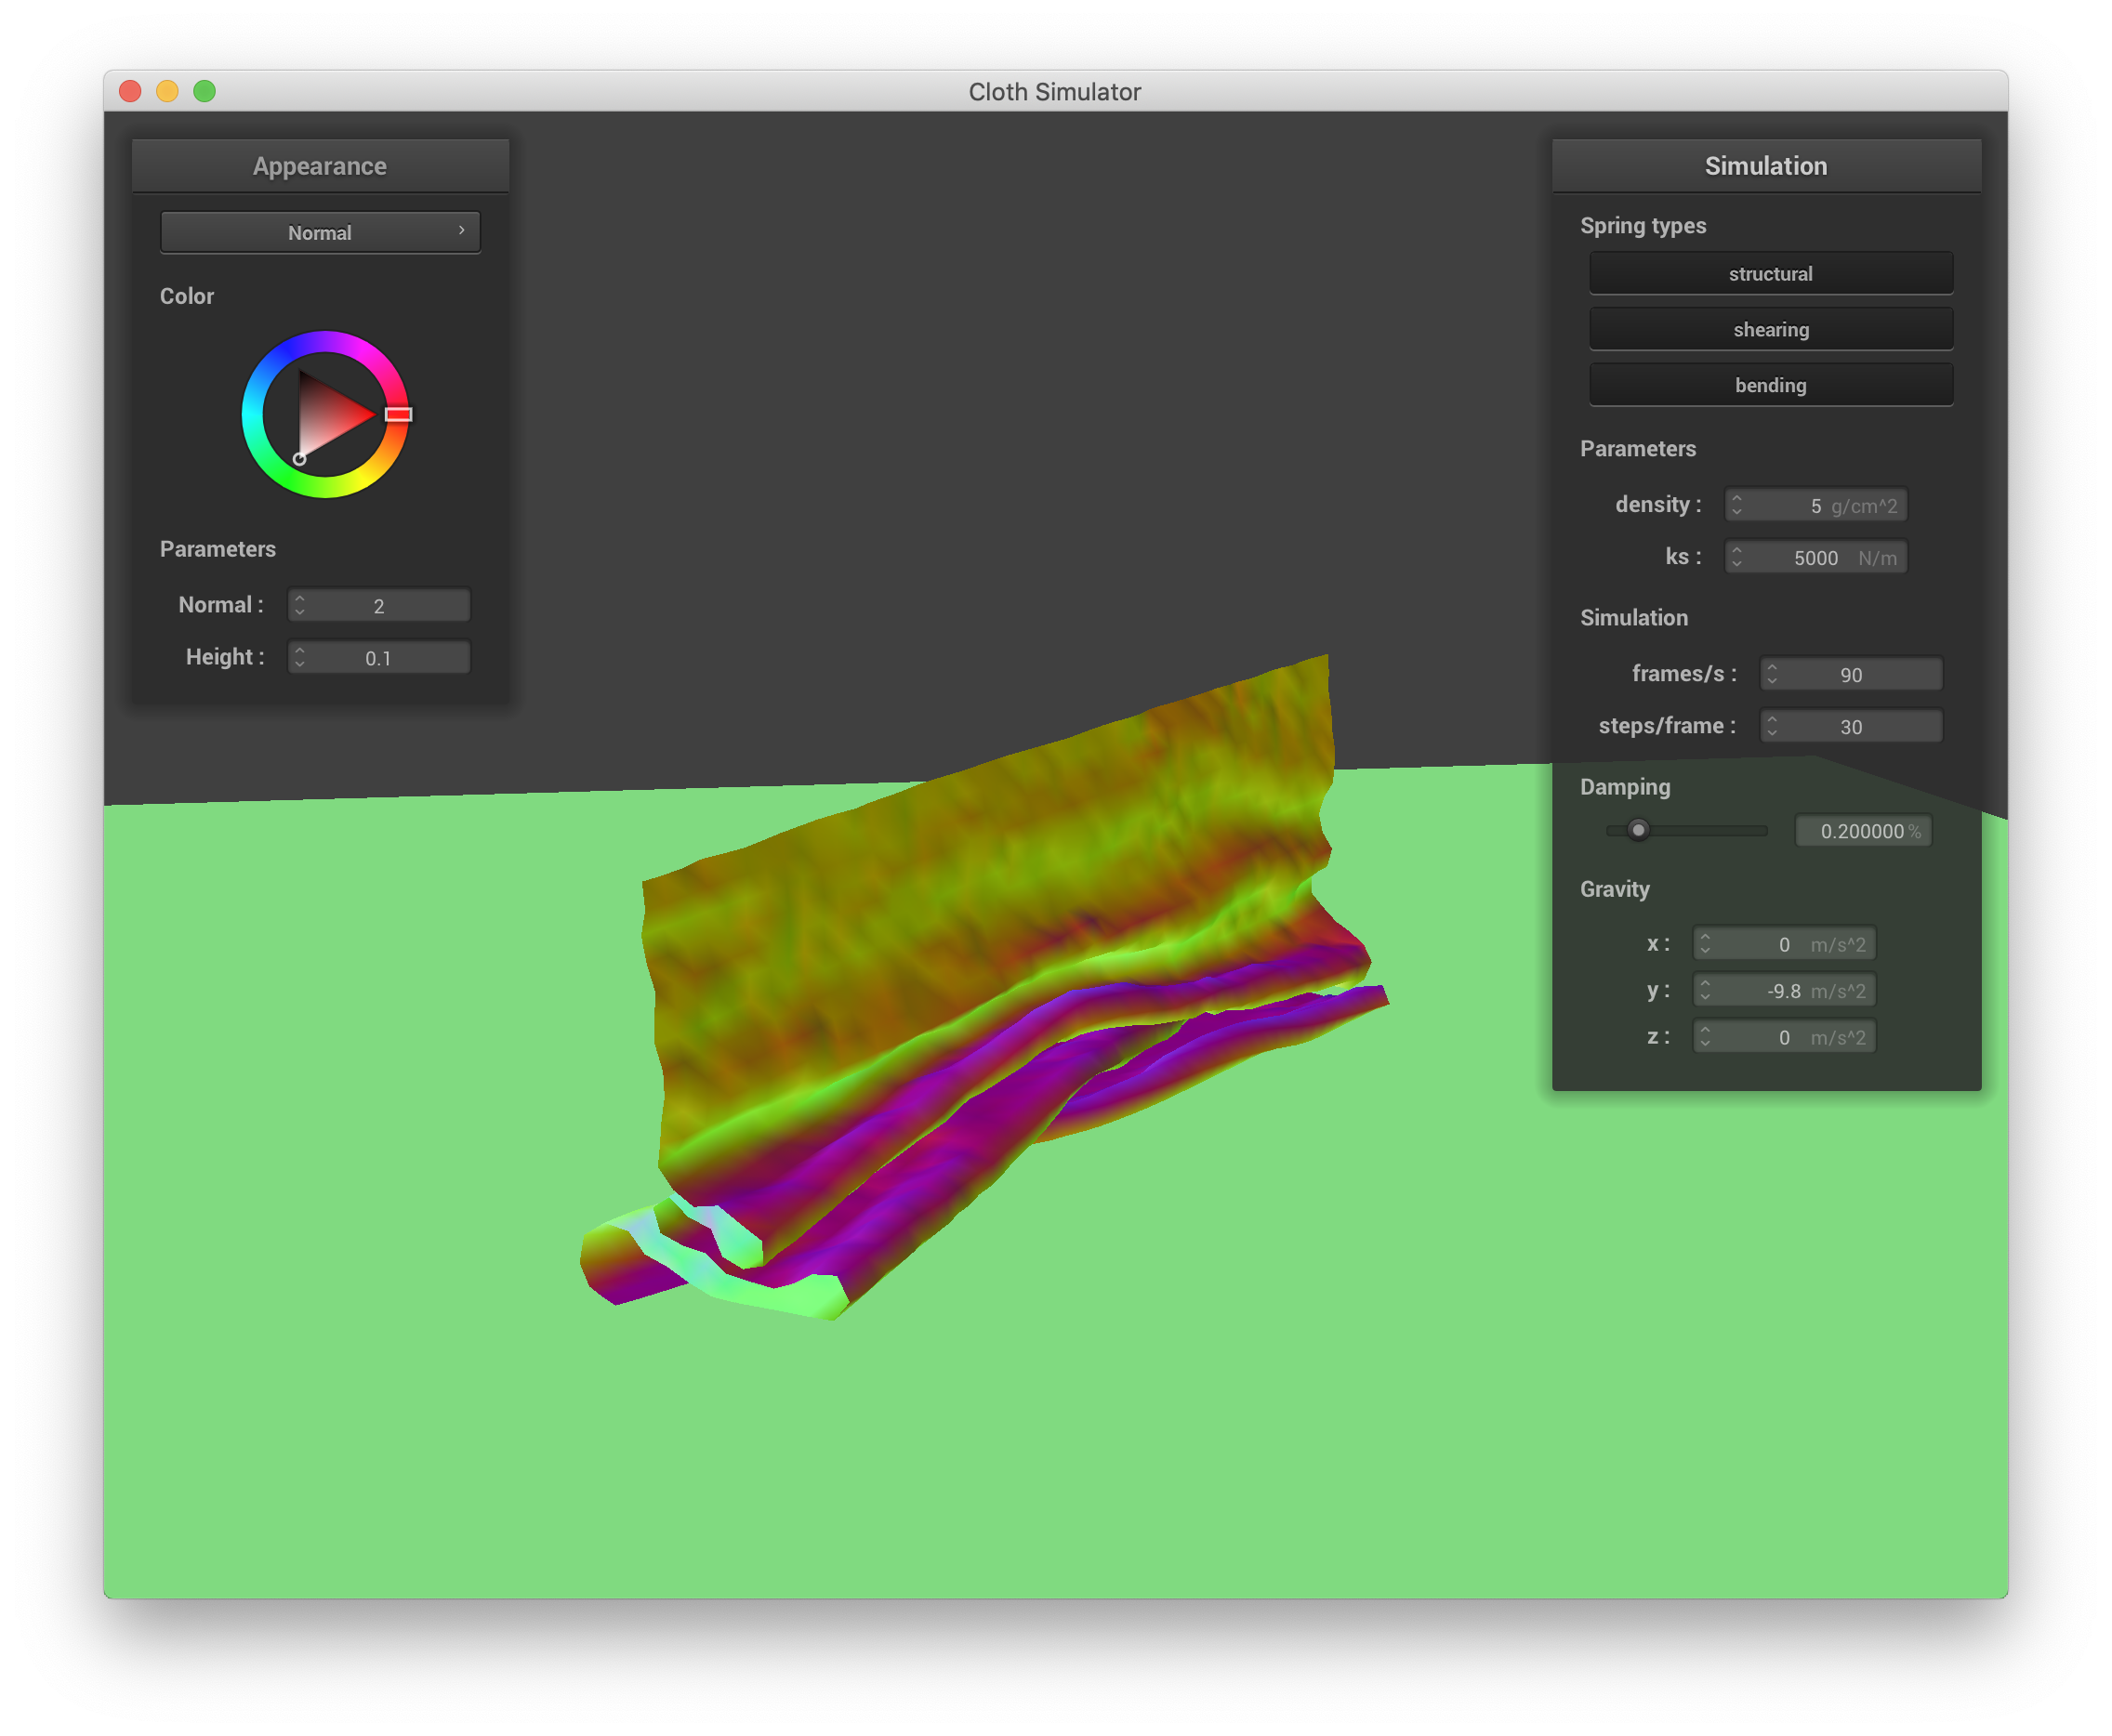 Cloth Simulator
Appearance
Normal
Color
Parameters
Normal : 2
Height : 0.1
Simulation
Spring types
structural
shearing
bending
Parameters
density : 5 g/cm^2
ks : 5000 N/m
Simulation
frames/s : 90
steps/frame : 30
Damping
0.200000 %
Gravity
x : 0 m/s^2
y : -9.8 m/s^2
z : 0 m/s^2